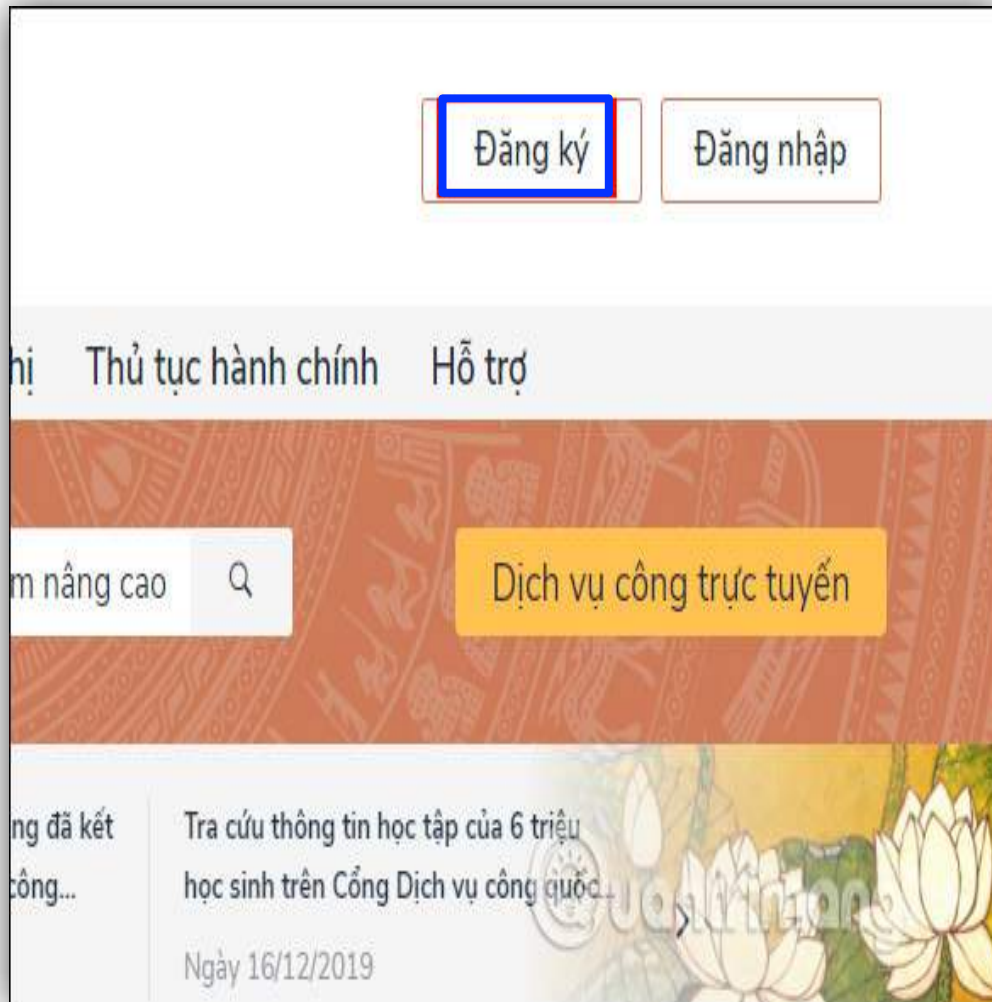 Đăng ký Đăng nhập
hị Thủ tục hành chính Hỗ trợ
m nâng cao Dịch vụ công trực tuyến
ng đã kết Tra cứu thông tin học tập của 6 triệu
công... học sinh trên Cổng Dịch vụ công quốc...
Ngày 16/12/2019
uantrimang